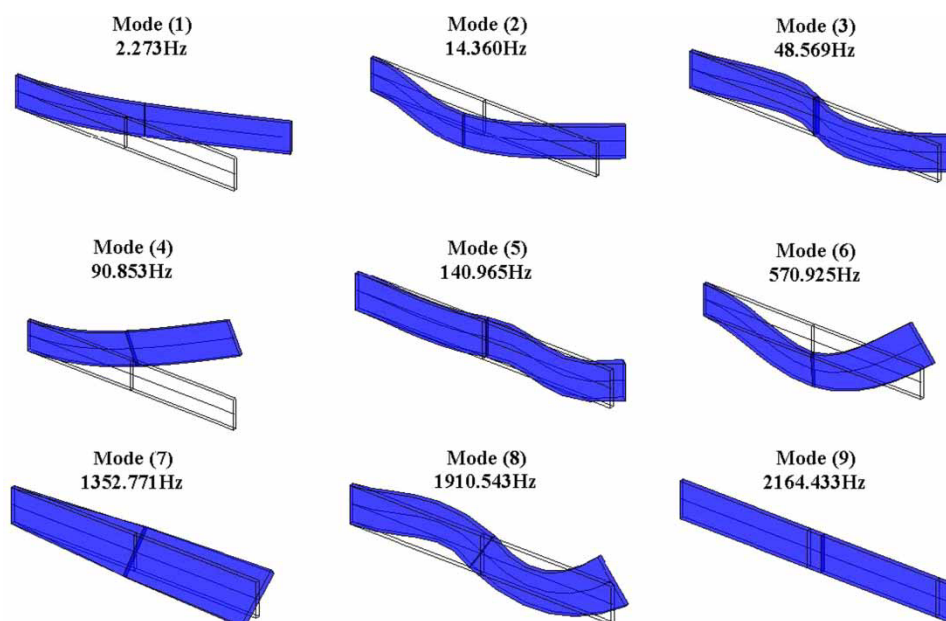 Mode (1)
2.273Hz
Mode (2)
14.360Hz
Mode (3)
48.569Hz
Mode (4)
90.853Hz
Mode (5)
140.965Hz
Mode (6)
570.925Hz
Mode (7)
1352.771Hz
Mode (8)
1910.543Hz
Mode (9)
2164.433Hz